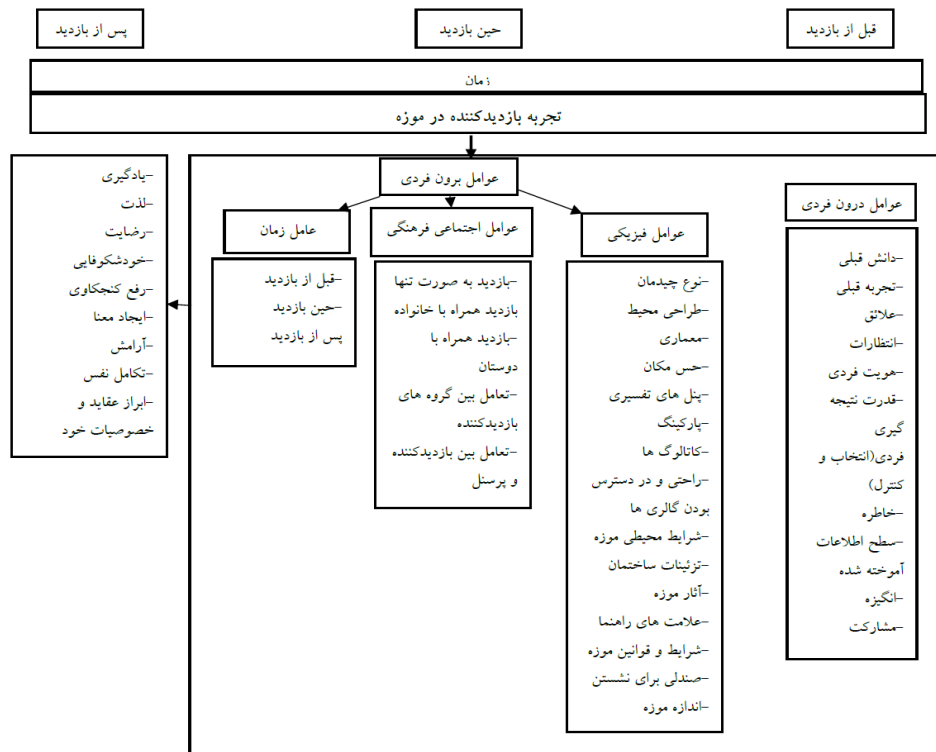 قبل از بازدید
حین بازدید
پس از بازدید
زمان
تجربه بازدیدکننده در موزه
عوامل درون فردی
-دانش قبلی
-تجربه قبلی
-علائق
-انتظارات
-هویت فردی
-قدرت نتیجه
گیری
فردی(انتخاب و
کنترل)
-خاطره
-سطح اطلاعات
آموخته شده
-انگیزه
-مشارکت
عوامل برون فردی
عوامل فیزیکی
-نوع چیدمان
-طراحی محیط
-معماری
-حس مکان
-پنل های تفسیری
-پارکینگ
-کاتالوگ ها
-راحتی و در دسترس
بودن گالری ها
-شرایط محیطی موزه
-تزئینات ساختمان
-آثار موزه
-علامت های راهنما
-شرایط و قوانین موزه
-صندلی برای نشستن
-اندازه موزه
عوامل اجتماعی فرهنگی
-بازدید به صورت تنها
بازدید همراه با خانواده
-بازدید همراه با
دوستان
-تعامل بین گروه های
بازدیدکننده
-تعامل بین بازدیدکننده
و پرسنل
عامل زمان
-قبل از بازدید
-حین بازدید
پس از بازدید
-یادگیری
-لذت
-رضایت
-خودشکوفایی
-رفع کنجکاوی
-ایجاد معنا
-آرامش
-تکامل نفس
-ابراز عقاید و
خصوصیات خود